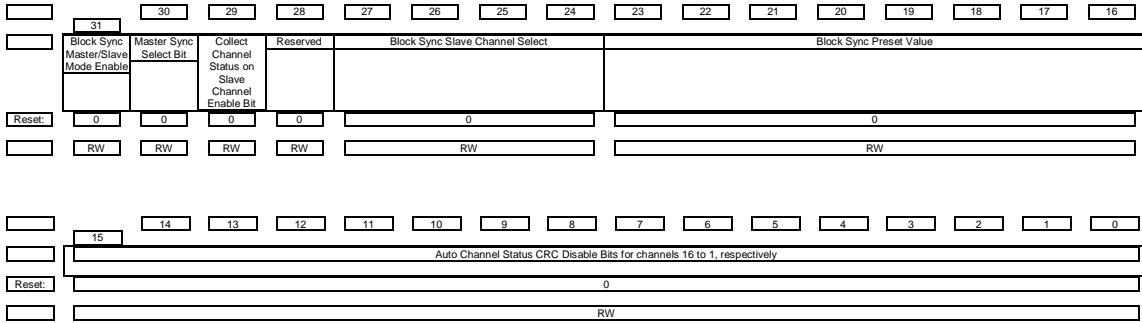 31 30 29 28 27 26 25 24 23 22 21 20 19 18 17 16
Block Sync Master/Slave Mode Enable
Master Sync Select Bit
Collect Channel Status on Slave Channel Enable Bit
Reserved
Block Sync Slave Channel Select
Block Sync Preset Value
Reset: 0 0 0 0 0 0
RW RW RW RW RW RW
15 14 13 12 11 10 9 8 7 6 5 4 3 2 1 0
Auto Channel Status CRC Disable Bits for channels 16 to 1, respectively
Reset: 0
RW